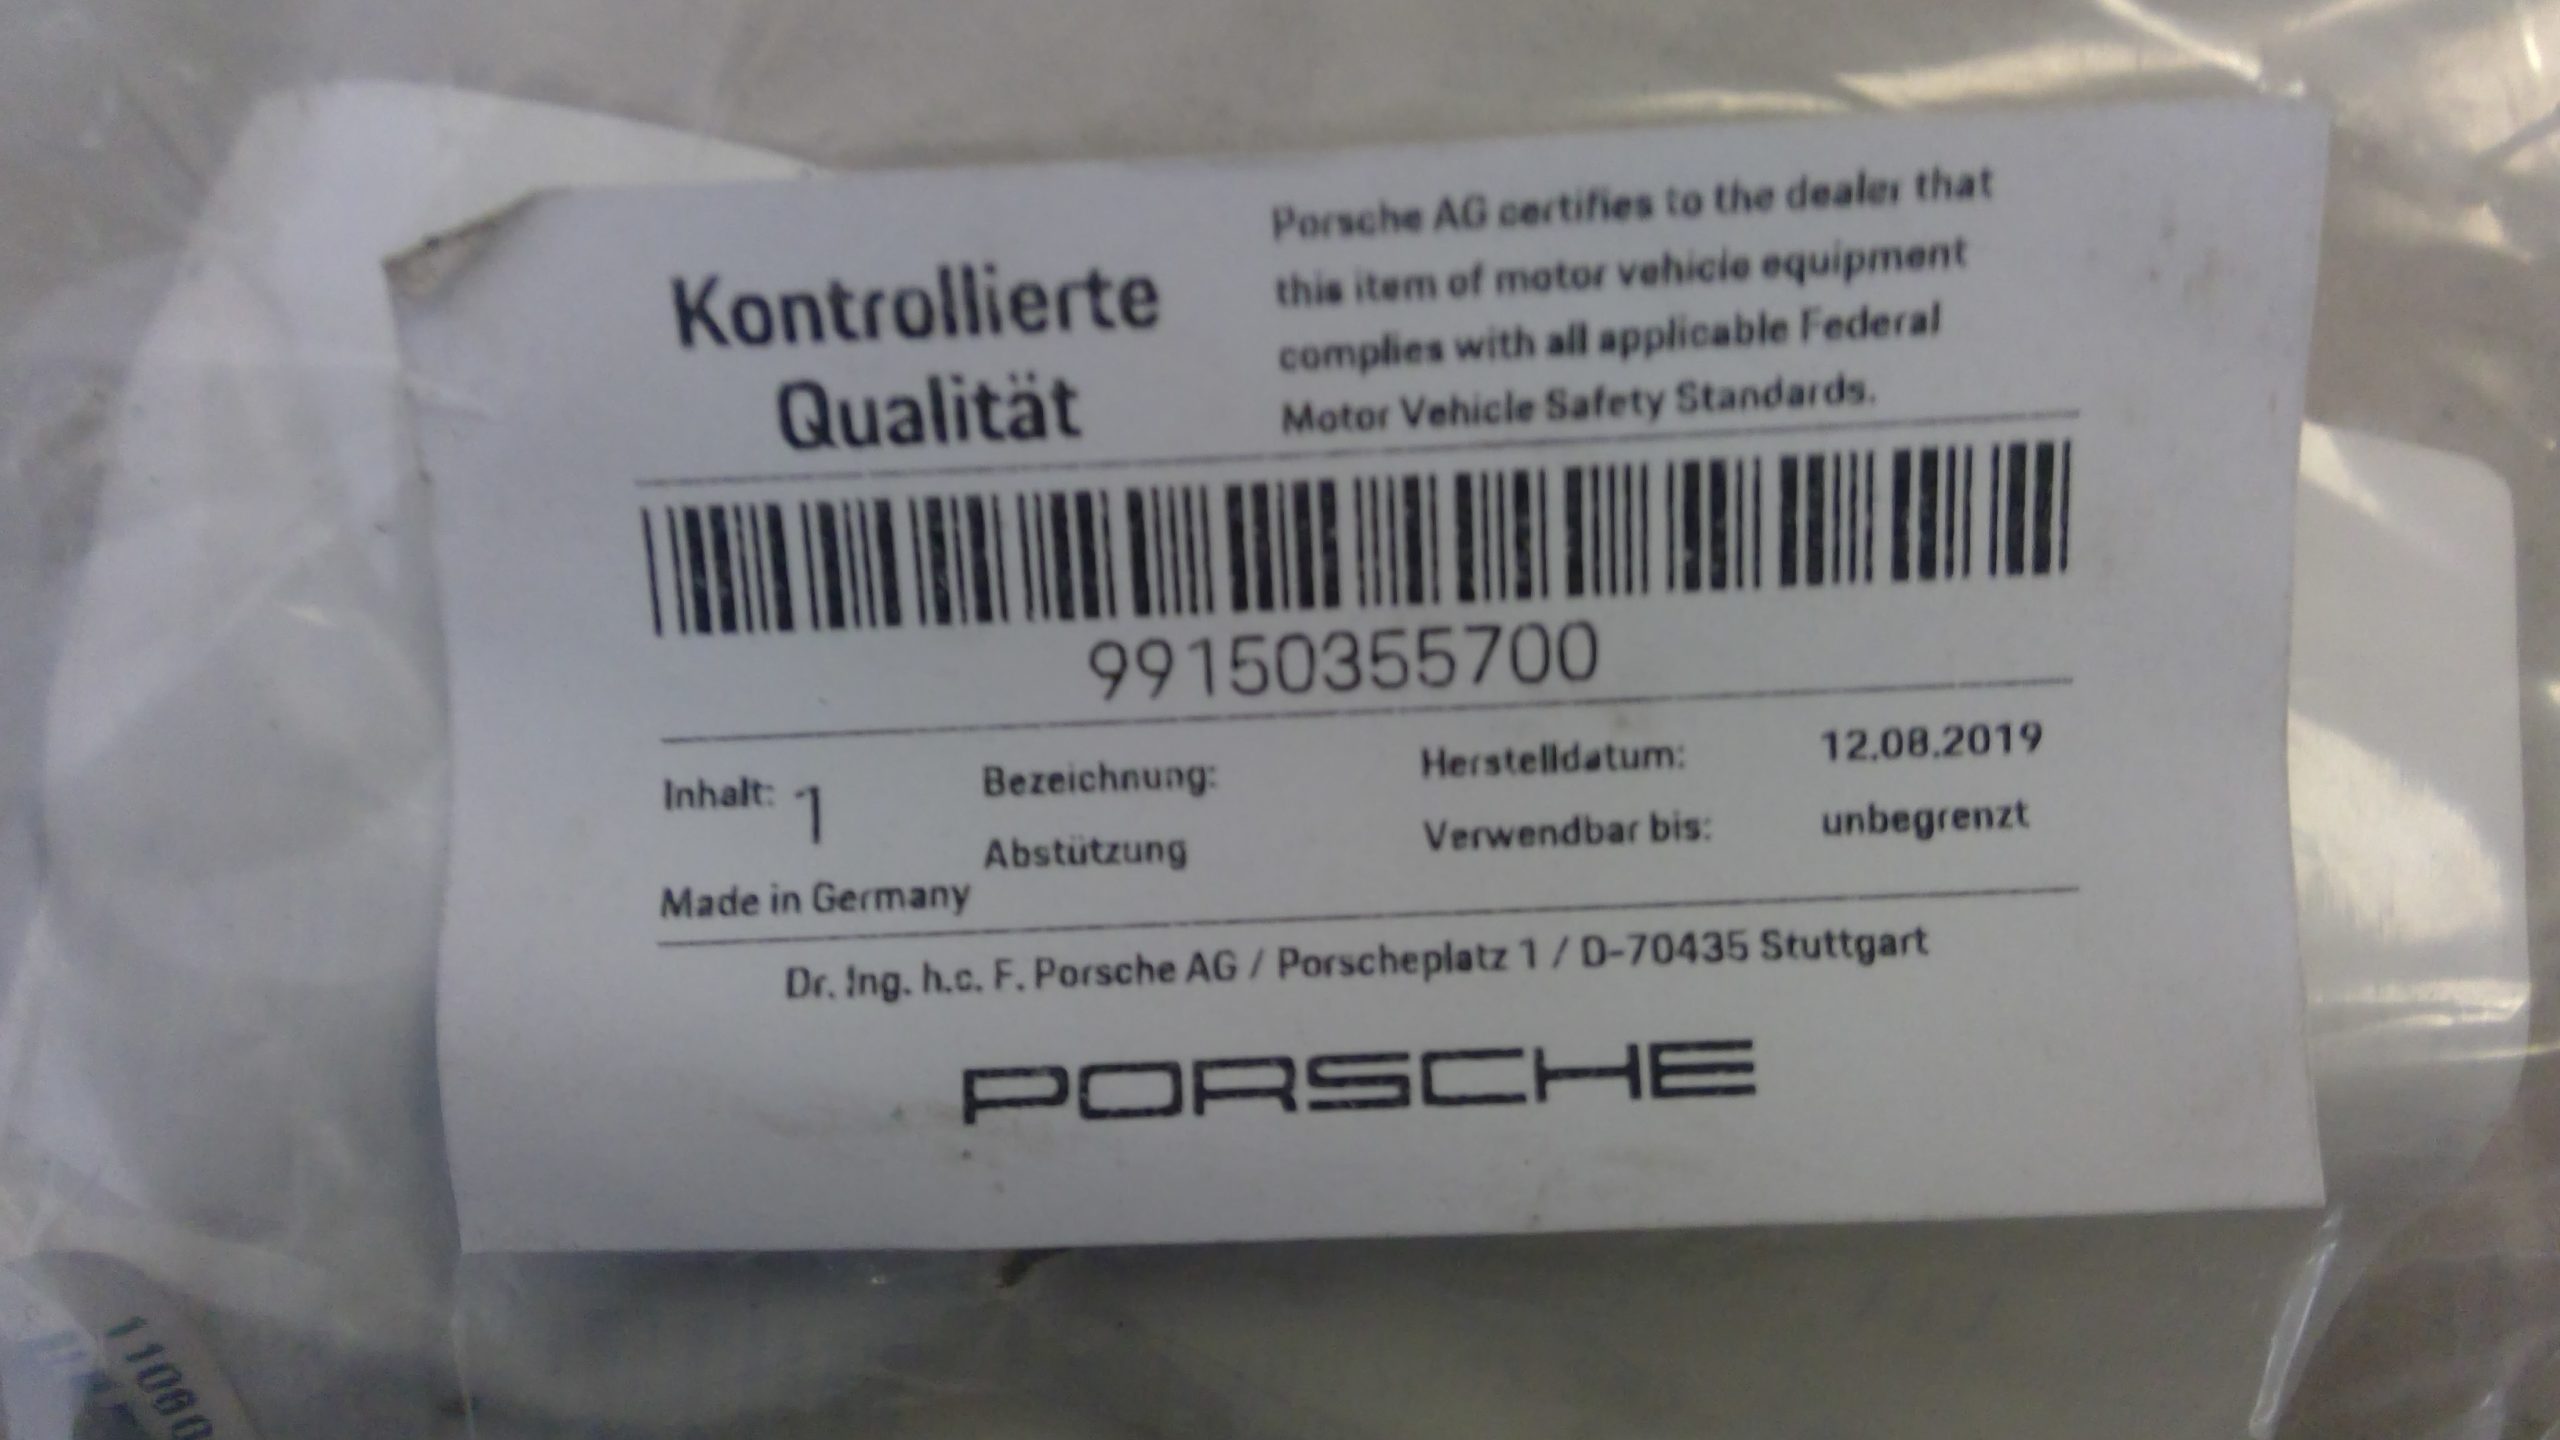 Kontrollierte
Qualität
Porsche AG certifies to the dealer that
this item of motor vehicle equipment
complies with all applicable Federal
Motor Vehicle Safety Standards.
99150355700
Inhalt: 1
Made in Germany
Bezeichnung:
Abstützung
Herstelldatum: 12.08.2019
Verwendbar bis: unbegrenzt
Dr. Ing. h.c. F. Porsche AG / Porscheplatz 1 / D-70435 Stuttgart
PORSCHE